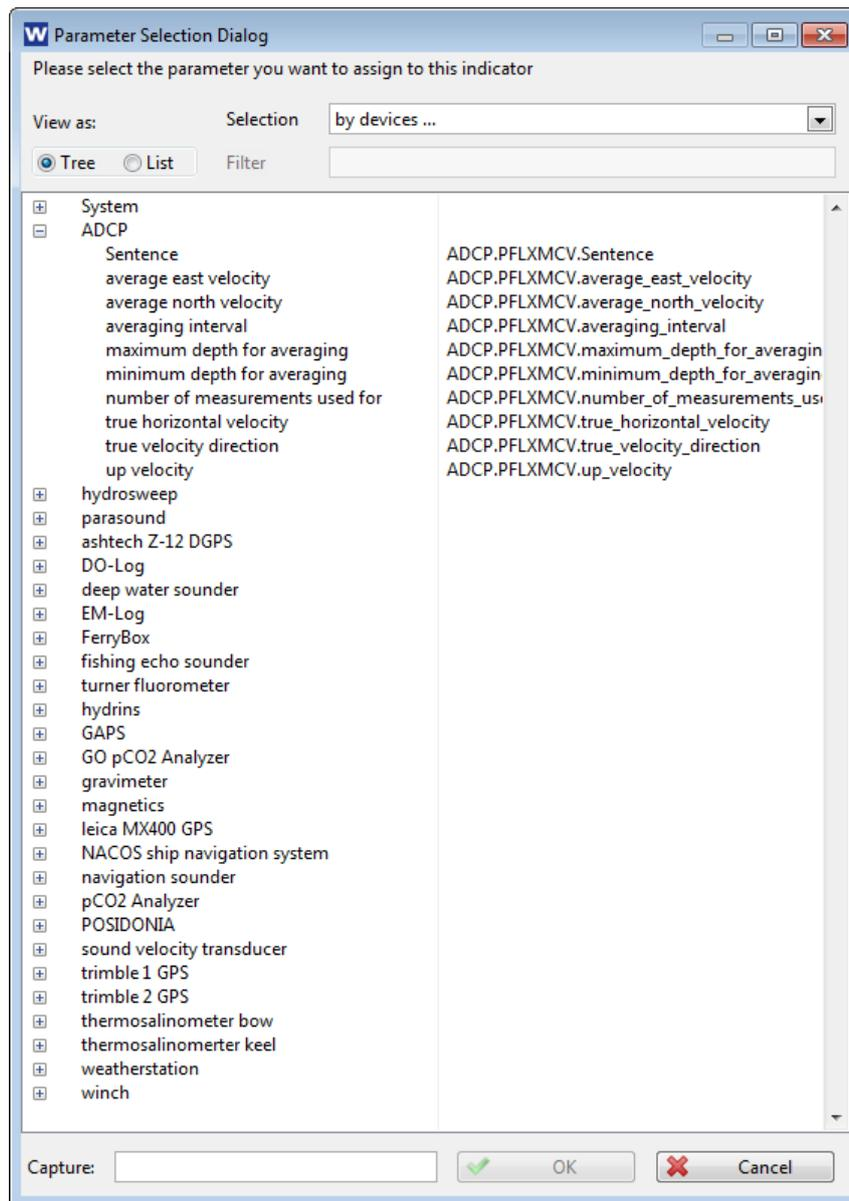 W Parameter Selection Dialog
Please select the parameter you want to assign to this indicator
View as: Selection by devices ...
Tree List Filter
System
ADCP
Sentence ADCP.PFLXMCV.Sentence
average east velocity ADCP.PFLXMCV.average_east_velocity
average north velocity ADCP.PFLXMCV.average_north_velocity
averaging interval ADCP.PFLXMCV.averaging_interval
maximum depth for averaging ADCP.PFLXMCV.maximum_depth_for_averagin
minimum depth for averaging ADCP.PFLXMCV.minimum_depth_for_averagin
number of measurements used for ADCP.PFLXMCV.number_of_measurements_us
true horizontal velocity ADCP.PFLXMCV.true_horizontal_velocity
true velocity direction ADCP.PFLXMCV.true_velocity_direction
up velocity ADCP.PFLXMCV.up_velocity
hydrosweep
parasound
ashtech Z-12 DGPS
DO-Log
deep water sounder
EM-Log
FerryBox
fishing echo sounder
turner fluorometer
hydrins
GAPS
GO pCO2 Analyzer
gravimeter
magnetics
leica MX400 GPS
NACOS ship navigation system
navigation sounder
pCO2 Analyzer
POSIDONIA
sound velocity transducer
trimble 1 GPS
trimble 2 GPS
thermosalinometer bow
thermosalinomerter keel
weatherstation
winch
Capture: OK Cancel